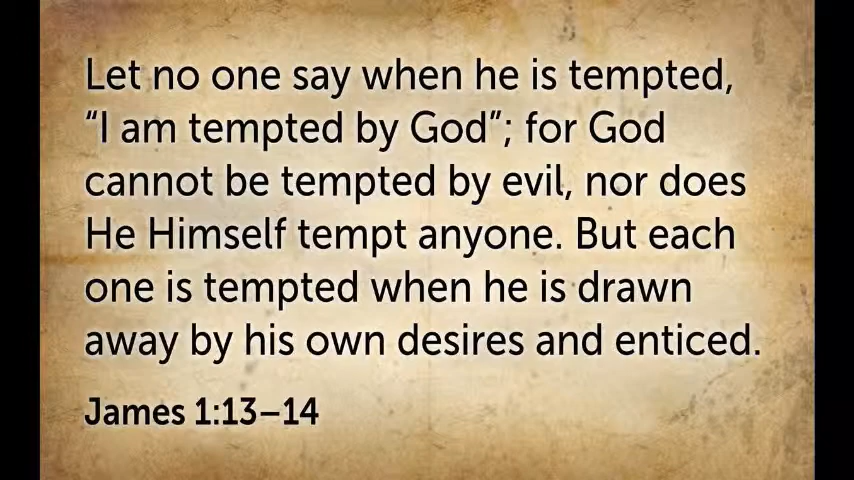 Let no one say when he is tempted,
“I am tempted by God”; for God
cannot be tempted by evil, nor does
He Himself tempt anyone. But each
one is tempted when he is drawn
away by his own desires and enticed.
James 1:13–14